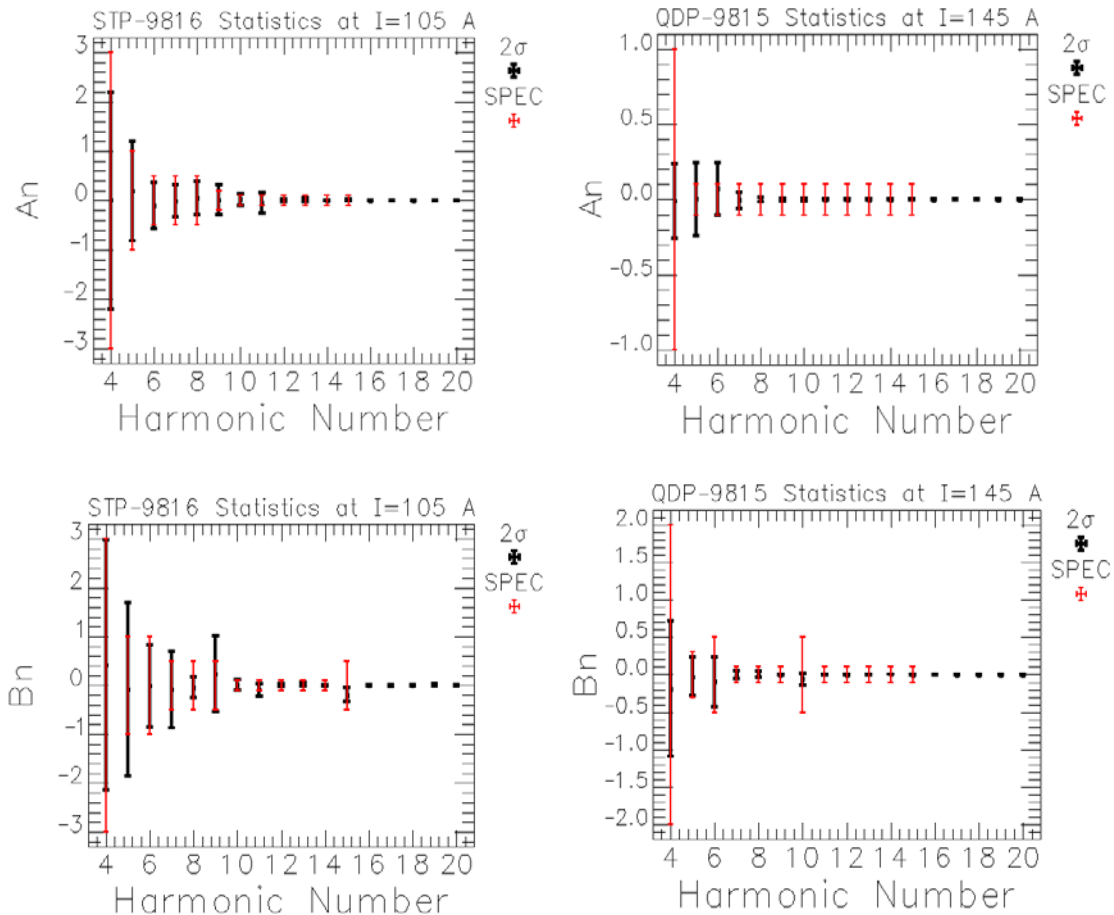 STP-9816 Statistics at I=105 A
3
2
1
0
-1
-2
-3
An
4 6 8 10 12 14 16 18 20
Harmonic Number
2σ
SPEC
QDP-9815 Statistics at I=145 A
1.0
0.5
0.0
-0.5
-1.0
An
4 6 8 10 12 14 16 18 20
Harmonic Number
2σ
SPEC
STP-9816 Statistics at I=105 A
3
2
1
0
-1
-2
-3
Bn
4 6 8 10 12 14 16 18 20
Harmonic Number
2σ
SPEC
QDP-9815 Statistics at I=145 A
2.0
1.5
1.0
0.5
0.0
-0.5
-1.0
-1.5
-2.0
Bn
4 6 8 10 12 14 16 18 20
Harmonic Number
2σ
SPEC